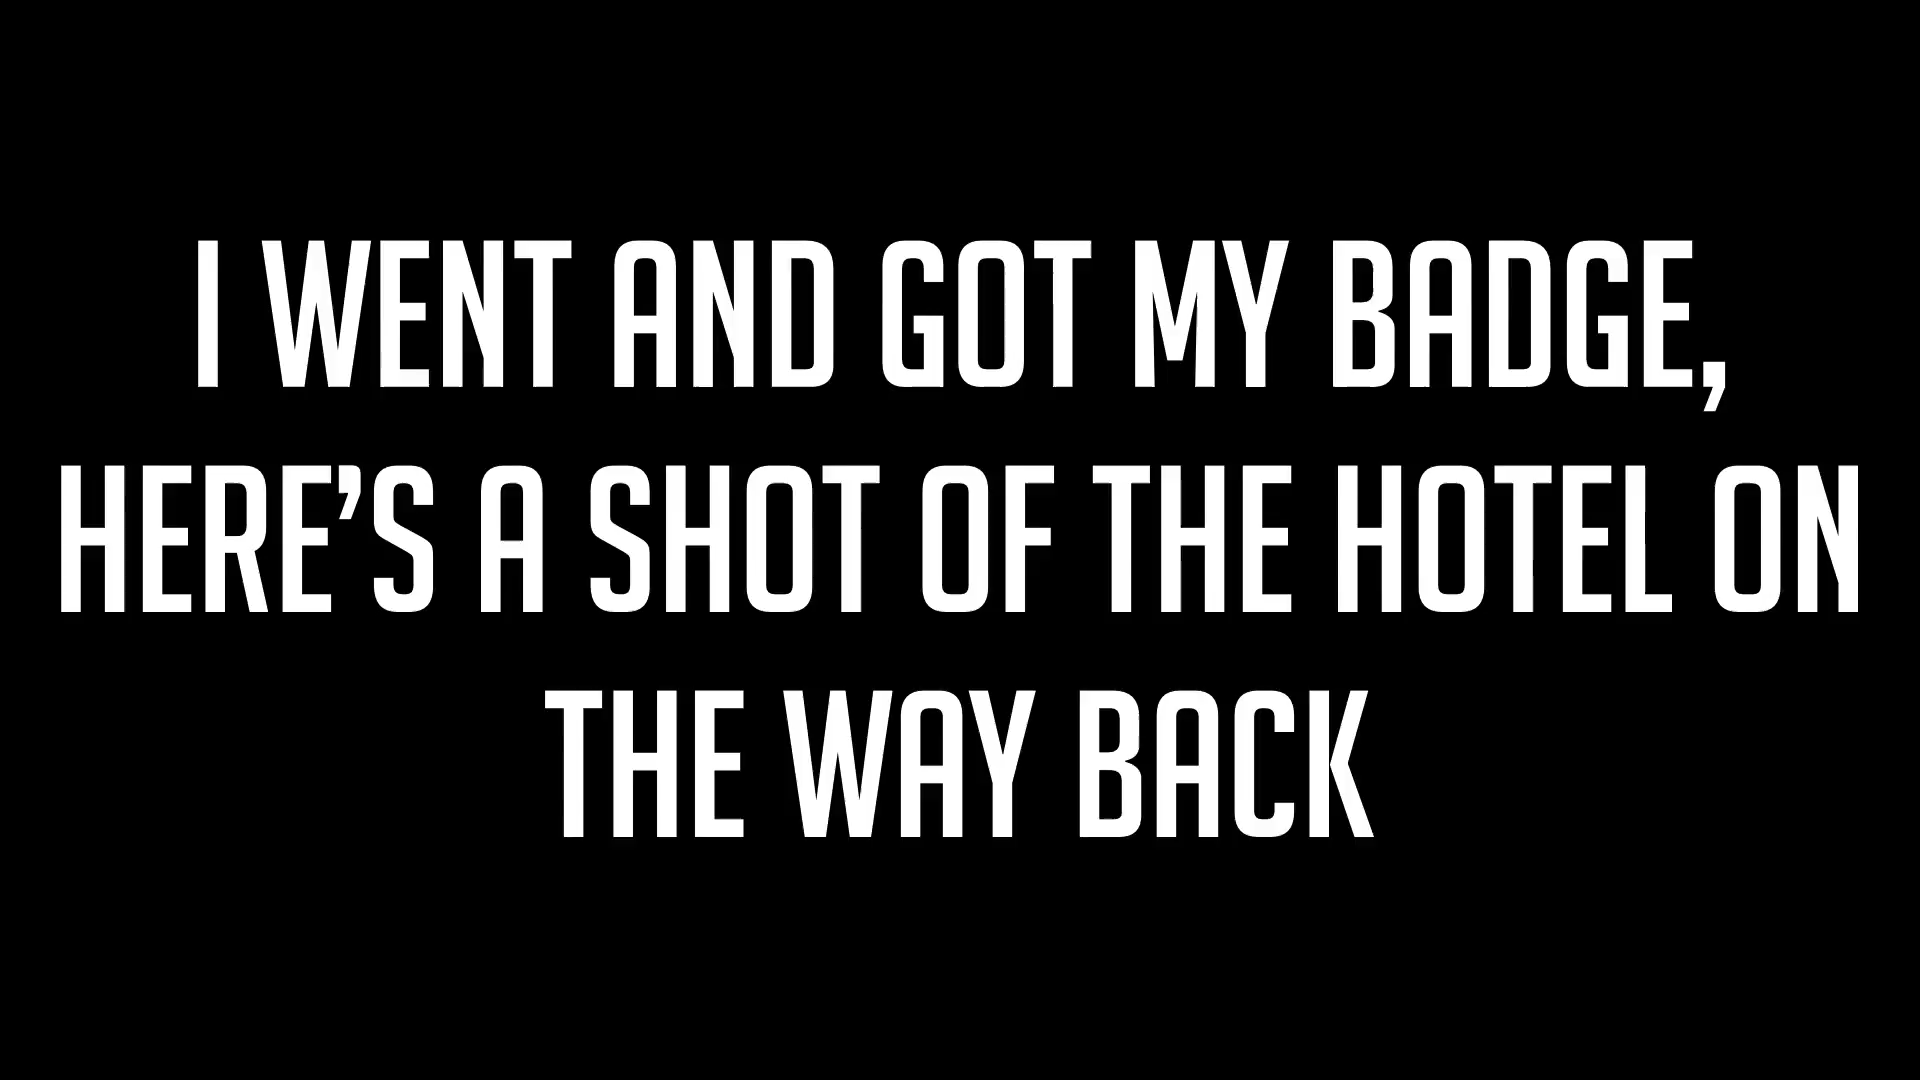 I WENT AND GOT MY BADGE,
HERE’S A SHOT OF THE HOTEL ON
THE WAY BACK